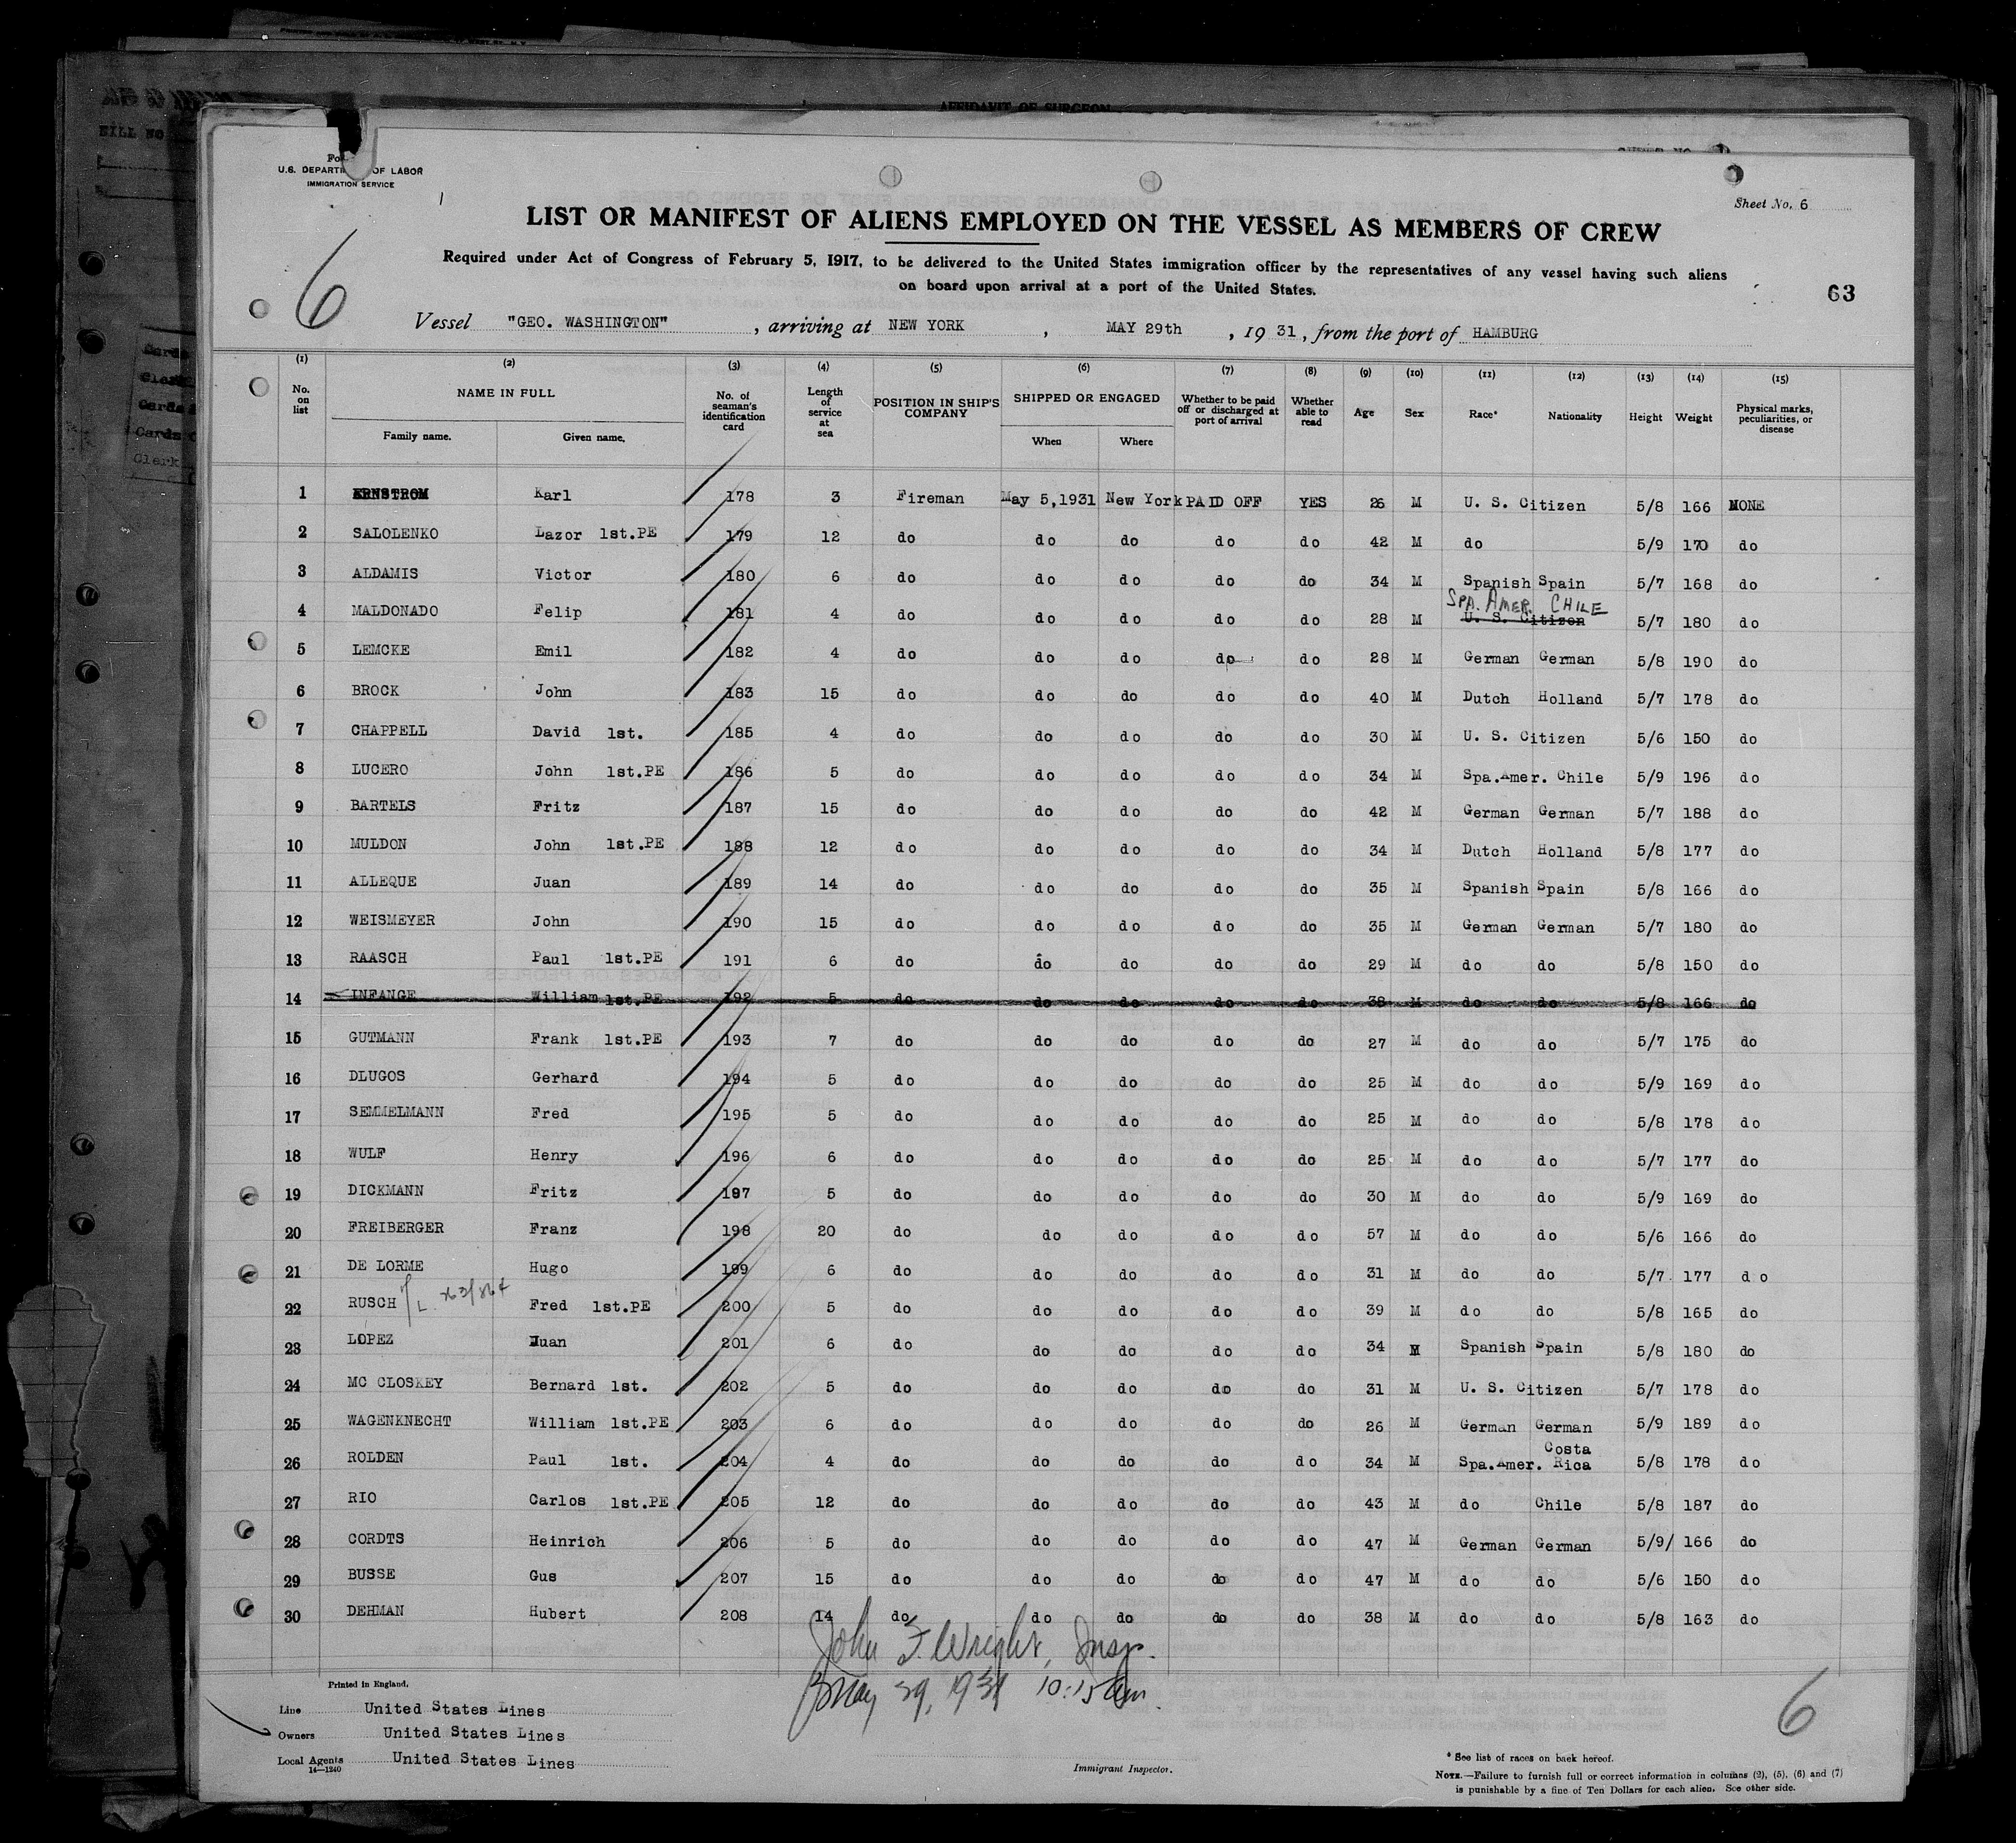 AFFIDAVIT OF SURGEON
U.S. DEPARTM OF LABOR
IMMIGRATION SERVICE
Sheet No. 6
LIST OR MANIFEST OF ALIENS EMPLOYED ON THE VESSEL AS MEMBERS OF CREW
Required under Act of Congress of February 5, 1917, to be delivered to the United States immigration officer by the representatives of any vessel having such aliens
on board upon arrival at a port of the United States.
6
63
Vessel "GEO. WASHINGTON", arriving at NEW YORK, MAY 29th, 19 31, from the port of HAMBURG
(1) (2) (3) (4) (5) (6) (7) (8) (9) (10) (11) (12) (13) (14) (15)
No. on list NAME IN FULL Family name. Given name. No. of seaman's identification card Length of service at sea POSITION IN SHIP'S COMPANY SHIPPED OR ENGAGED When Where Whether to be paid off or discharged at port of arrival Whether able to read Age Sex Race* Nationality Height Weight Physical marks, peculiarities, or disease
1 ERNSTROM Karl 178 3 Fireman May 5,1931 New York PAID OFF YES 26 M U. S. Citizen 5/8 166 NONE
2 SALOLENKO Lazor 1st.PE 179 12 do do do do do 42 M do 5/9 170 do
3 ALDAMIS Victor 180 6 do do do do do 34 M Spanish Spain 5/7 168 do
SPA. AMER. CHILE
4 MALDONADO Felip 181 4 do do do do do 28 M U. S. Citizen 5/7 180 do
5 LEMCKE Emil 182 4 do do do do do 28 M German German 5/8 190 do
6 BROCK John 183 15 do do do do do 40 M Dutch Holland 5/7 178 do
7 CHAPPELL David 1st. 185 4 do do do do do 30 M U. S. Citizen 5/6 150 do
8 LUCERO John 1st.PE 186 5 do do do do do 34 M Spa.Amer. Chile 5/9 196 do
9 BARTELS Fritz 187 15 do do do do do 42 M German German 5/7 188 do
10 MULDON John 1st.PE 188 12 do do do do do 34 M Dutch Holland 5/8 177 do
11 ALLEQUE Juan 189 14 do do do do do 35 M Spanish Spain 5/8 166 do
12 WEISMEYER John 190 15 do do do do do 35 M German German 5/7 180 do
13 RAASCH Paul 1st.PE 191 6 do do do do do 29 M do do 5/8 150 do
14 INFANGE William 1st.PE 192 5 do do do do do 38 M do do 5/8 166 do
15 GUTMANN Frank 1st.PE 193 7 do do do do do 27 M do do 5/7 175 do
16 DLUGOS Gerhard 194 5 do do do do do 25 M do do 5/9 169 do
17 SEMMELMANN Fred 195 5 do do do do do 25 M do do 5/8 178 do
18 WULF Henry 196 6 do do do do do 25 M do do 5/7 177 do
19 DICKMANN Fritz 197 5 do do do do do 30 M do do 5/9 169 do
20 FREIBERGER Franz 198 20 do do do do do 57 M do do 5/6 166 do
21 DE LORME Hugo 199 6 do do do do do 31 M do do 5/7 177 do
22 RUSCH Fred 1st.PE 200 5 do do do do do 39 M do do 5/8 165 do
23 LOPEZ Juan 201 6 do do do do do 34 M Spanish Spain 5/8 180 do
24 MC CLOSKEY Bernard 1st. 202 5 do do do do do 31 M U. S. Citizen 5/7 178 do
25 WAGENKNECHT William 1st.PE 203 6 do do do do do 26 M German German 5/9 189 do
26 ROLDEN Paul 1st. 204 4 do do do do do 34 M Spa.Amer. Costa Rica 5/8 178 do
27 RIO Carlos 1st.PE 205 12 do do do do do 43 M do Chile 5/8 187 do
28 CORDTS Heinrich 206 5 do do do do do 47 M German German 5/9/ 166 do
29 BUSSE Gus 207 15 do do do do do 47 M do do 5/6 150 do
30 DEHMAN Hubert 208 14 do do do do do 38 M do do 5/8 163 do
John F. Wright, Insp.
May 29, 1931 10:15 am.
Printed in England.
Line United States Lines
Owners United States Lines
Local Agents United States Lines
14—1240
Immigrant Inspector.
6
* See list of races on back hereof.
NOTE.—Failure to furnish full or correct information in columns (2), (5), (6) and (7)
is punishable by a fine of Ten Dollars for each alien. See other side.